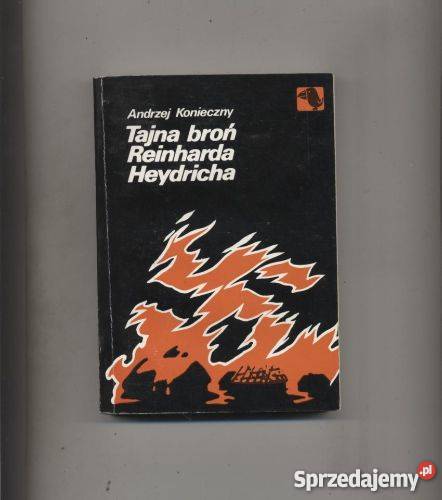 Andrzej Konieczny
Tajna broń
Reinharda
Heydricha
Sprzedajemy.pl